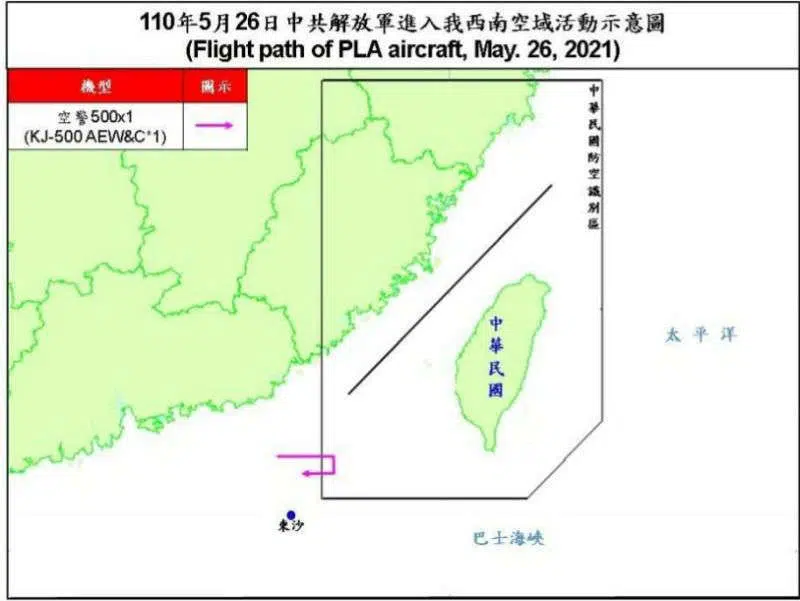 110年5月26日中共解放軍進入我西南空域活動示意圖
(Flight path of PLA aircraft, May. 26, 2021)
機型 圖示
空警500x1
(KJ-500 AEW&C*1)
中華民國防空識別區
中華民國
太平洋
東沙
巴士海峽